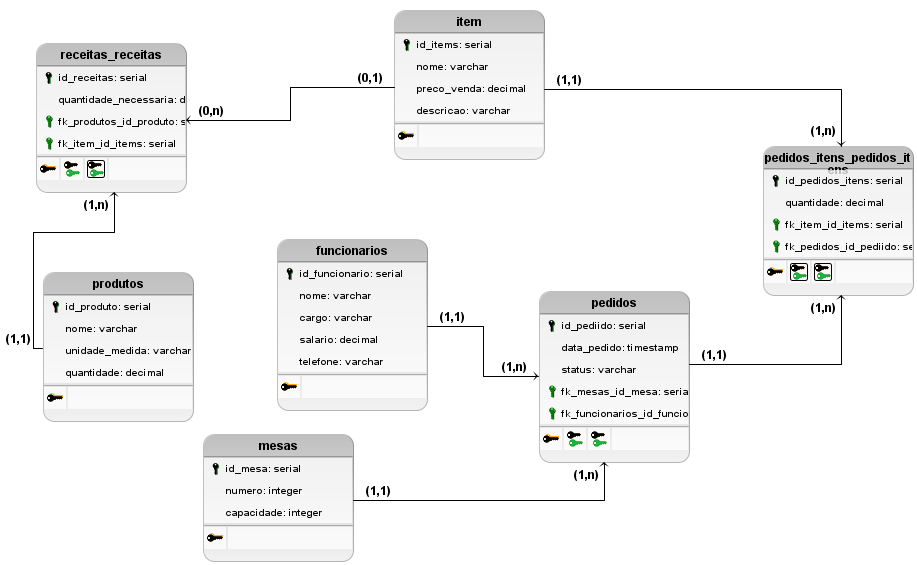 item
id_items: serial
nome: varchar
preco_venda: decimal
descricao: varchar
receitas_receitas
id_receitas: serial
quantidade_necessaria: d
fk_produtos_id_produto: s
fk_item_id_items: serial
(0,1)
(0,n)
(1,1)
(1,n)
pedidos_itens_pedidos_it
ens
id_pedidos_itens: serial
quantidade: decimal
fk_item_id_items: serial
fk_pedidos_id_pediido: se
(1,n)
(1,n)
funcionarios
id_funcionario: serial
nome: varchar
cargo: varchar
salario: decimal
telefone: varchar
produtos
id_produto: serial
nome: varchar
unidade_medida: varchar
quantidade: decimal
(1,1)
(1,1)
(1,n)
pedidos
id_pediido: serial
data_pedido: timestamp
status: varchar
fk_mesas_id_mesa: seria
fk_funcionarios_id_funcio
(1,1)
mesas
id_mesa: serial
numero: integer
capacidade: integer
(1,1)
(1,n)